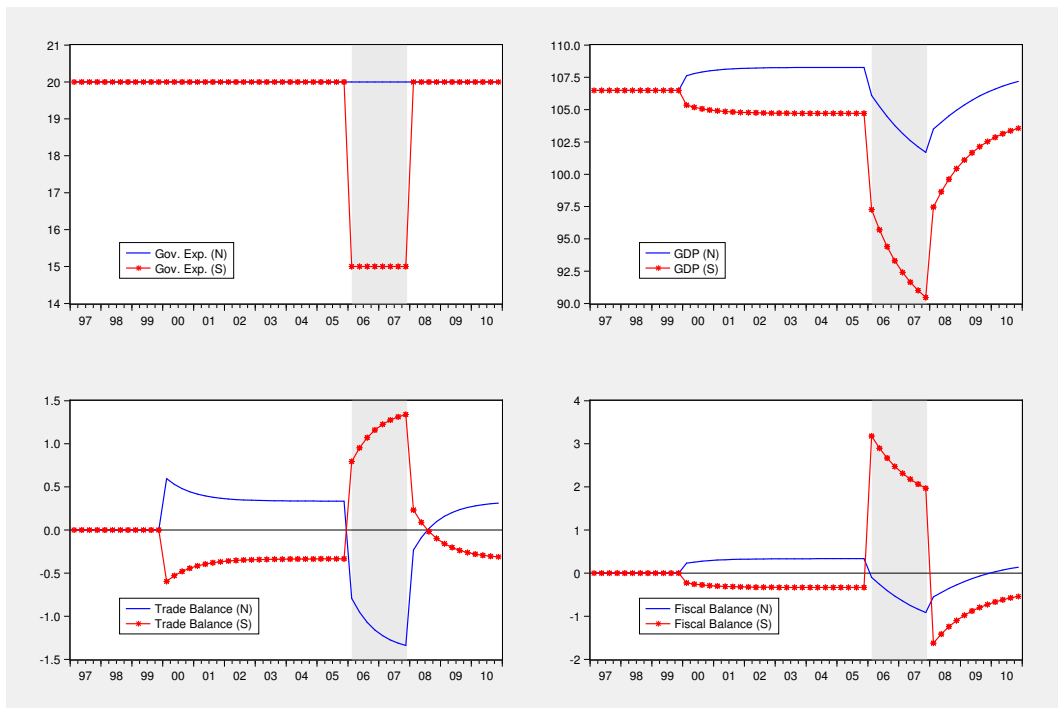 21
20
19
18
17
16
15
14
Gov. Exp. (N)
Gov. Exp. (S)
97 98 99 00 01 02 03 04 05 06 07 08 09 10
110.0
107.5
105.0
102.5
100.0
97.5
95.0
92.5
90.0
GDP (N)
GDP (S)
97 98 99 00 01 02 03 04 05 06 07 08 09 10
1.5
1.0
0.5
0.0
-0.5
-1.0
-1.5
Trade Balance (N)
Trade Balance (S)
97 98 99 00 01 02 03 04 05 06 07 08 09 10
4
3
2
1
0
-1
-2
Fiscal Balance (N)
Fiscal Balance (S)
97 98 99 00 01 02 03 04 05 06 07 08 09 10